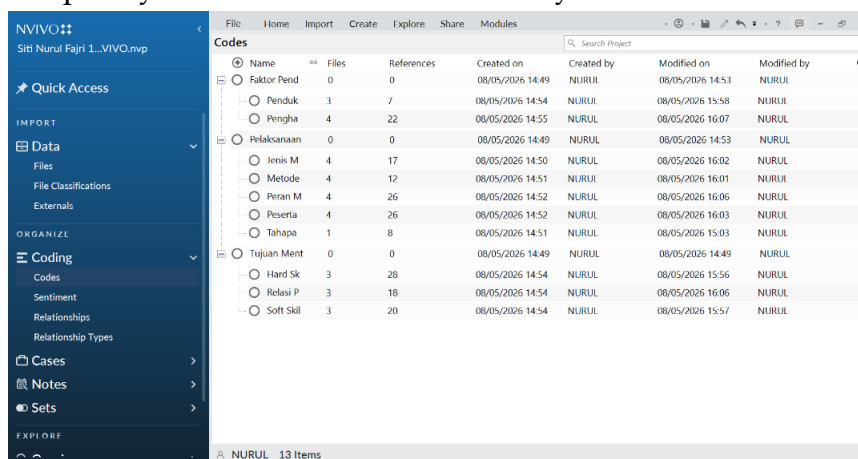 NVIVO
Siti Nurul Fajri 1...VIVO.nvp
Quick Access
IMPORT
Data
Files
File Classifications
Externals
ORGANIZE
Coding
Codes
Sentiment
Relationships
Relationship Types
Cases
Notes
Sets
EXPLORE
File Home Import Create Explore Share Modules
Codes Search Project
Name Files References Created on Created by Modified on Modified by
Faktor Pend 0 0 08/05/2026 14:49 NURUL 08/05/2026 14:53 NURUL
Penduk 3 7 08/05/2026 14:54 NURUL 08/05/2026 15:58 NURUL
Pengha 4 22 08/05/2026 14:55 NURUL 08/05/2026 16:07 NURUL
Pelaksanaan 0 0 08/05/2026 14:49 NURUL 08/05/2026 14:53 NURUL
Jenis M 4 17 08/05/2026 14:50 NURUL 08/05/2026 16:02 NURUL
Metode 4 12 08/05/2026 14:51 NURUL 08/05/2026 16:01 NURUL
Peran M 4 26 08/05/2026 14:52 NURUL 08/05/2026 16:06 NURUL
Peserta 4 26 08/05/2026 14:52 NURUL 08/05/2026 16:03 NURUL
Tahapa 1 8 08/05/2026 14:51 NURUL 08/05/2026 15:03 NURUL
Tujuan Ment 0 0 08/05/2026 14:49 NURUL 08/05/2026 14:49 NURUL
Hard Sk 3 28 08/05/2026 14:54 NURUL 08/05/2026 15:56 NURUL
Relasi P 3 18 08/05/2026 14:54 NURUL 08/05/2026 16:06 NURUL
Soft Skil 3 20 08/05/2026 14:54 NURUL 08/05/2026 15:57 NURUL
NURUL 13 Items